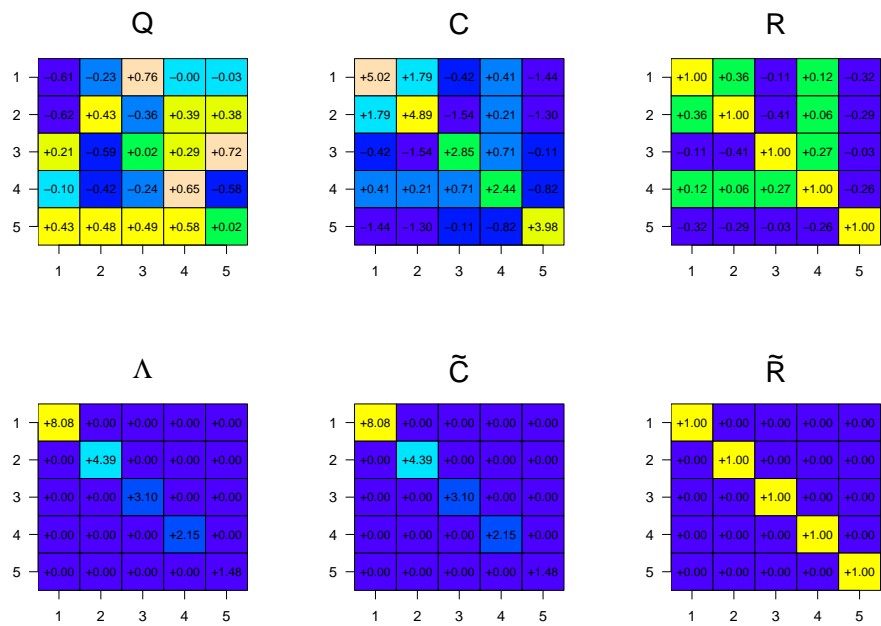 Q C R
1 −0.61 −0.23 +0.76 −0.00 −0.03 1 +5.02 +1.79 −0.42 +0.41 −1.44 1 +1.00 +0.36 −0.11 +0.12 −0.32
2 −0.62 +0.43 −0.36 +0.39 +0.38 2 +1.79 +4.89 −1.54 +0.21 −1.30 2 +0.36 +1.00 −0.41 +0.06 −0.29
3 +0.21 −0.59 +0.02 +0.29 +0.72 3 −0.42 −1.54 +2.85 +0.71 −0.11 3 −0.11 −0.41 +1.00 +0.27 −0.03
4 −0.10 −0.42 −0.24 +0.65 −0.58 4 +0.41 +0.21 +0.71 +2.44 −0.82 4 +0.12 +0.06 +0.27 +1.00 −0.26
5 +0.43 +0.48 +0.49 +0.58 +0.02 5 −1.44 −1.30 −0.11 −0.82 +3.98 5 −0.32 −0.29 −0.03 −0.26 +1.00
1 2 3 4 5 1 2 3 4 5 1 2 3 4 5
Λ C̃ R̃
1 +8.08 +0.00 +0.00 +0.00 +0.00 1 +8.08 +0.00 +0.00 +0.00 +0.00 1 +1.00 +0.00 +0.00 +0.00 +0.00
2 +0.00 +4.39 +0.00 +0.00 +0.00 2 +0.00 +4.39 +0.00 +0.00 +0.00 2 +0.00 +1.00 +0.00 +0.00 +0.00
3 +0.00 +0.00 +3.10 +0.00 +0.00 3 +0.00 +0.00 +3.10 +0.00 +0.00 3 +0.00 +0.00 +1.00 +0.00 +0.00
4 +0.00 +0.00 +0.00 +2.15 +0.00 4 +0.00 +0.00 +0.00 +2.15 +0.00 4 +0.00 +0.00 +0.00 +1.00 +0.00
5 +0.00 +0.00 +0.00 +0.00 +1.48 5 +0.00 +0.00 +0.00 +0.00 +1.48 5 +0.00 +0.00 +0.00 +0.00 +1.00
1 2 3 4 5 1 2 3 4 5 1 2 3 4 5